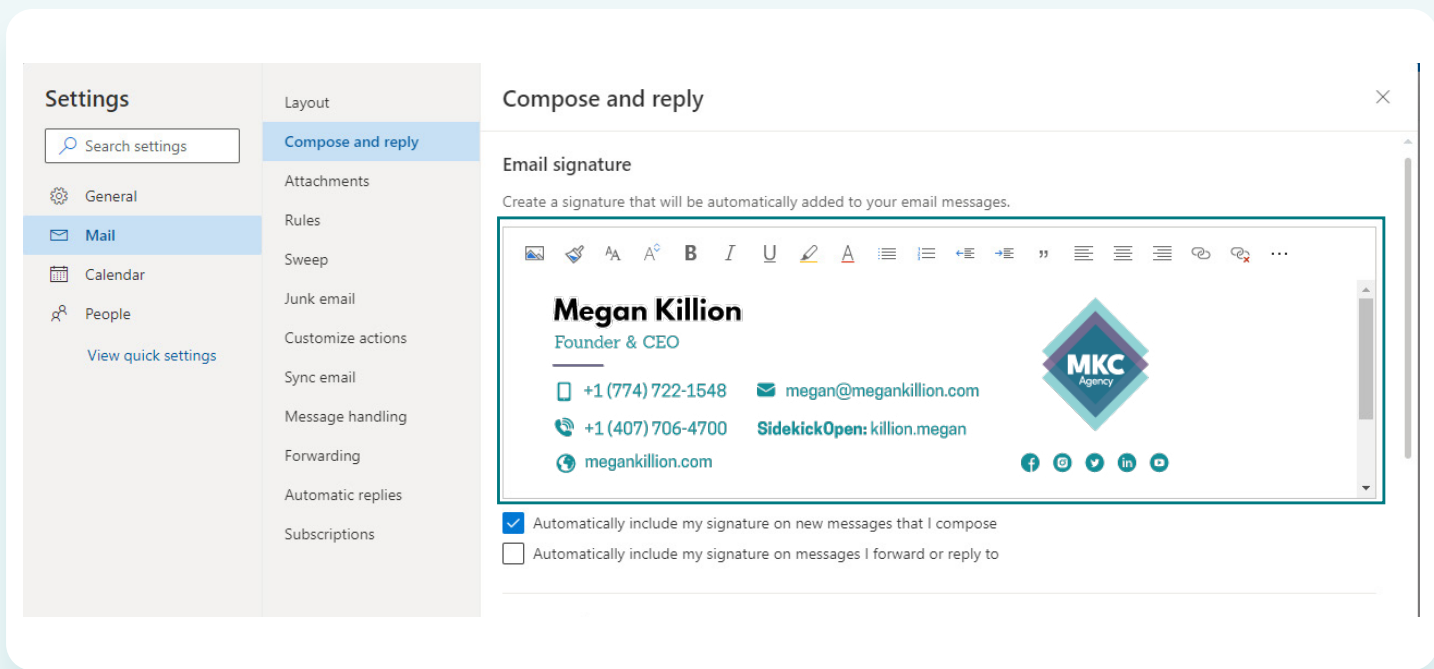 Settings
Search settings
General
Mail
Calendar
People
View quick settings
Layout
Compose and reply
Attachments
Rules
Sweep
Junk email
Customize actions
Sync email
Message handling
Forwarding
Automatic replies
Subscriptions
Compose and reply
Email signature
Create a signature that will be automatically added to your email messages.
Megan Killion
Founder & CEO
+1 (774) 722-1548 megan@megankillion.com
+1 (407) 706-4700 SidekickOpen: killion.megan
megankillion.com
MKC
Agency
Automatically include my signature on new messages that I compose
Automatically include my signature on messages I forward or reply to